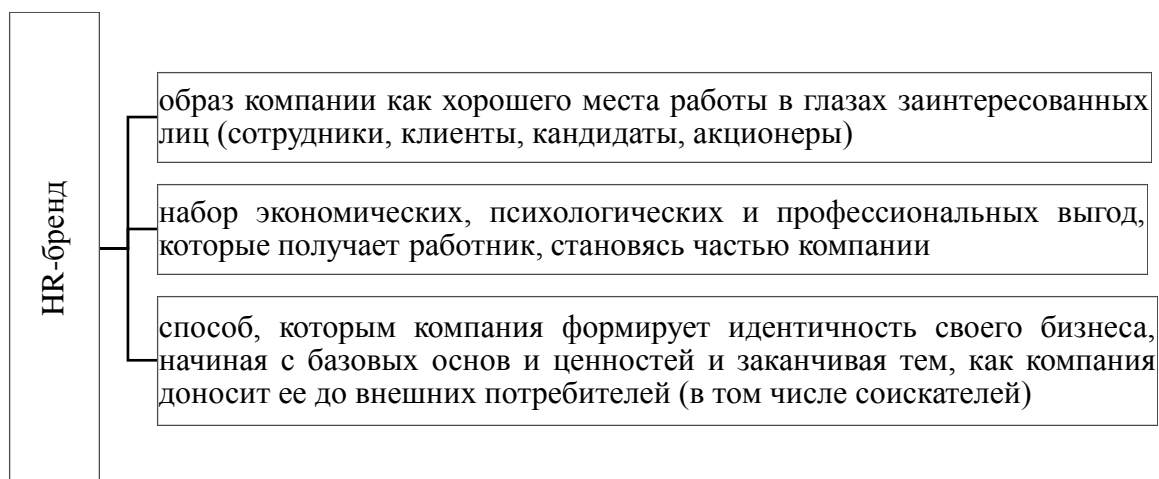 HR-бренд
образ компании как хорошего места работы в глазах заинтересованных
лиц (сотрудники, клиенты, кандидаты, акционеры)
набор экономических, психологических и профессиональных выгод,
которые получает работник, становясь частью компании
способ, которым компания формирует идентичность своего бизнеса,
начиная с базовых основ и ценностей и заканчивая тем, как компания
доносит ее до внешних потребителей (в том числе соискателей)